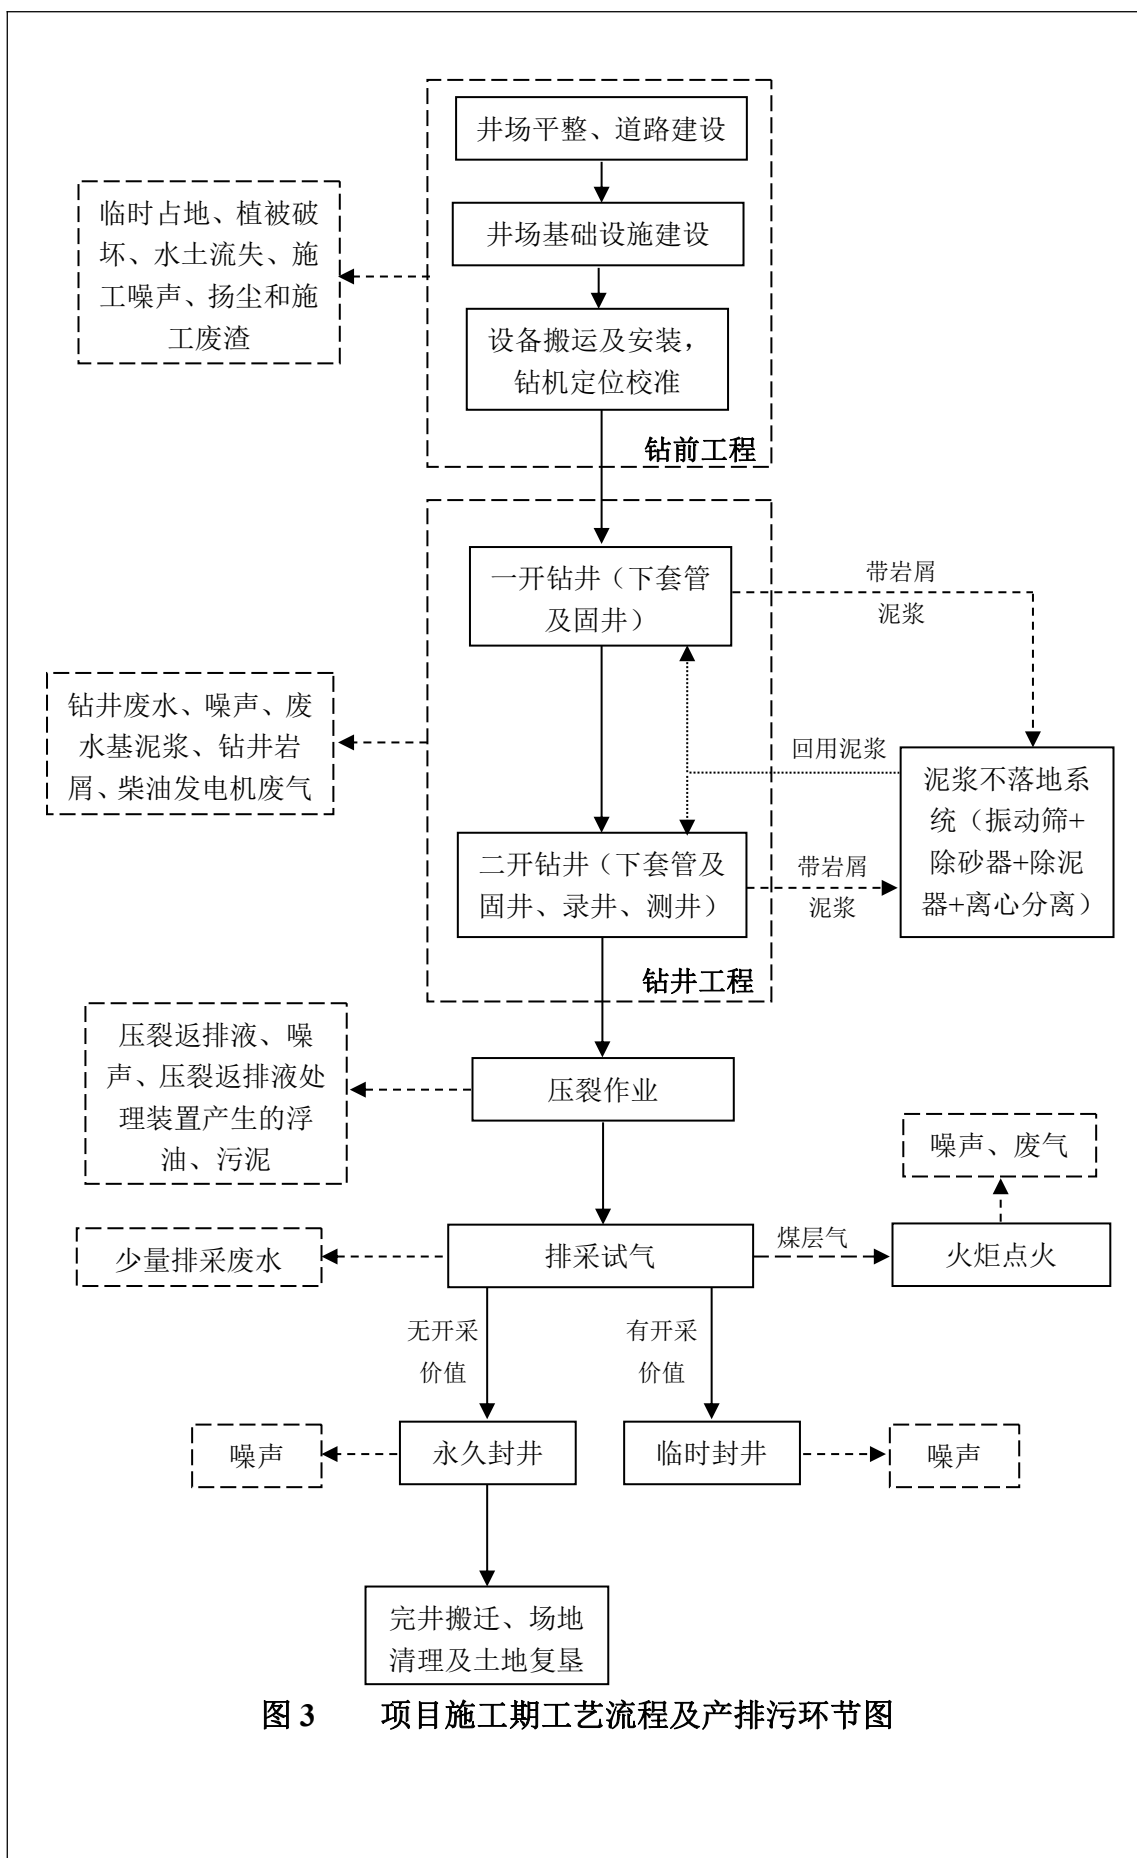 井场平整、道路建设
临时占地、植被破
坏、水土流失、施
工噪声、扬尘和施
工废渣
井场基础设施建设
设备搬运及安装，
钻机定位校准
钻前工程
一开钻井（下套管
及固井）
带岩屑
泥浆
钻井废水、噪声、废
水基泥浆、钻井岩
屑、柴油发电机废气
回用泥浆
泥浆不落地系
统（振动筛+
除砂器+除泥
器+离心分离）
二开钻井（下套管及
固井、录井、测井）
带岩屑
泥浆
钻井工程
压裂返排液、噪
声、压裂返排液处
理装置产生的浮
油、污泥
压裂作业
噪声、废气
少量排采废水
排采试气
煤层气
火炬点火
无开采
价值
有开采
价值
噪声
永久封井
临时封井
噪声
完井搬迁、场地
清理及土地复垦
图 3 项目施工期工艺流程及产排污环节图